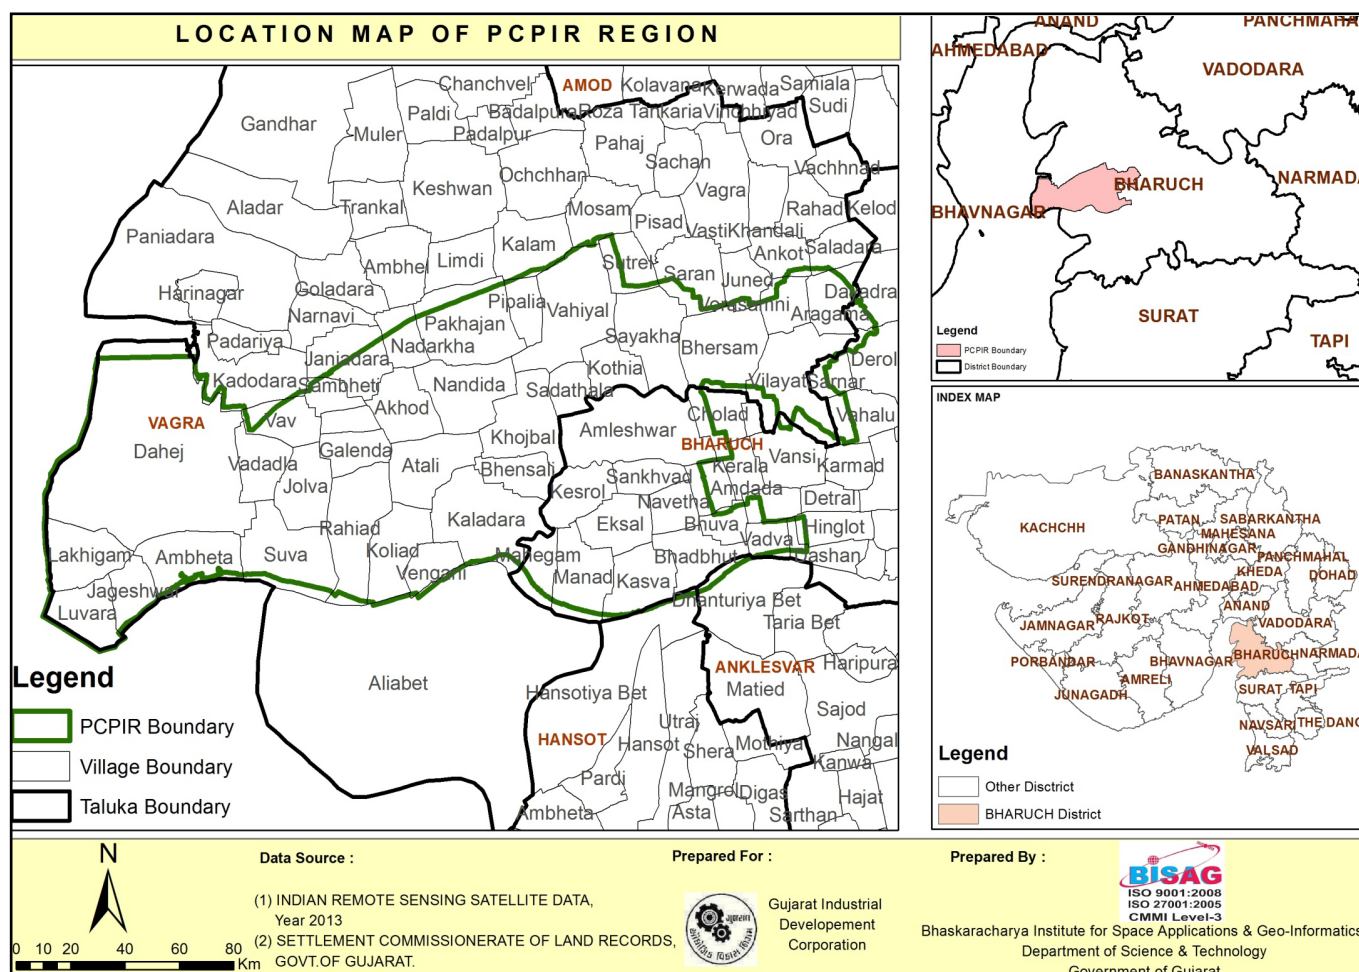 LOCATION MAP OF PCPIR REGION
Chanchvel
AMOD
Kolavana
Kerwada
Samiala
Gandhar
Paldi
Badalpura
Roza
Tankaria
Vinchhiyad
Sudi
Muler
Padalpur
Pahaj
Ora
Sachan
Vachhnad
Ochchhan
Keshwan
Vagra
Aladar
Trankal
Mosam
Pisad
Rahad
Kelod
Paniadara
Vasti Khandali
Kalam
Ankot
Saladara
Ambhel
Limdi
Sutrel
Saran
Juned
Harinagar
Goladara
Pipalia
Vahiyal
Narnavi
Aragama
Pakhajan
Sayakha
Padariya
Nadarkha
Bhersam
Janiadara
Derol
Kothia
Kadodara
Sambheti
Nandida
Sadathala
Vilayat
Samar
Akhod
Cholad
Vahalu
VAGRA
Vav
Amleshwar
BHARUCH
Dahej
Galenda
Khojbal
Vansi
Vadadla
Atali
Bhensali
Kerala
Karmad
Jolva
Sankhvad
Amdada
Kesrol
Navetha
Detral
Rahiad
Kaladara
Eksal
Bhuva
Hinglot
Vadva
Lakhigam
Ambheta
Suva
Koliad
Mahegam
Bhadbhut
Dashan
Vengani
Manad
Kasva
Jageshwar
Luvara
Dhanturiya Bet
Taria Bet
ANKLESVAR
Haripura
Aliabet
Hansotiya Bet
Matied
Sajod
Utraj
HANSOT
Hansot
Shera
Mothiya
Nangal
Kanwa
Pardi
Mangrol
Digas
Hajat
Ambheta
Asta
Sarthan
Legend
PCPIR Boundary
Village Boundary
Taluka Boundary
ANAND
PANCHMAHA
AHMEDABAD
VADODARA
BHARUCH
NARMADA
BHAVNAGAR
SURAT
TAPI
Legend
PCPIR Boundary
District Boundary
INDEX MAP
BANASKANTHA
KACHCHH
PATAN
SABARKANTHA
MAHESANA
GANDHINAGAR
PANCHMAHAL
KHEDA
DOHAD
SURENDRANAGAR
AHMEDABAD
ANAND
JAMNAGAR
RAJKOT
VADODARA
PORBANDAR
BHAVNAGAR
BHARUCH
NARMADA
AMRELI
JUNAGADH
SURAT
TAPI
NAVSARI
THE DANG
VALSAD
Legend
Other Disctrict
BHARUCH District
N
0 10 20 40 60 80
Km
Data Source :
(1) INDIAN REMOTE SENSING SATELLITE DATA,
Year 2013
(2) SETTLEMENT COMMISSIONERATE OF LAND RECORDS,
GOVT.OF GUJARAT.
Prepared For :
Gujarat Industrial
Developement
Corporation
Prepared By :
BISAG
ISO 9001:2008
ISO 27001:2005
CMMI Level-3
Bhaskaracharya Institute for Space Applications & Geo-Informatics
Department of Science & Technology
Government of Gujarat